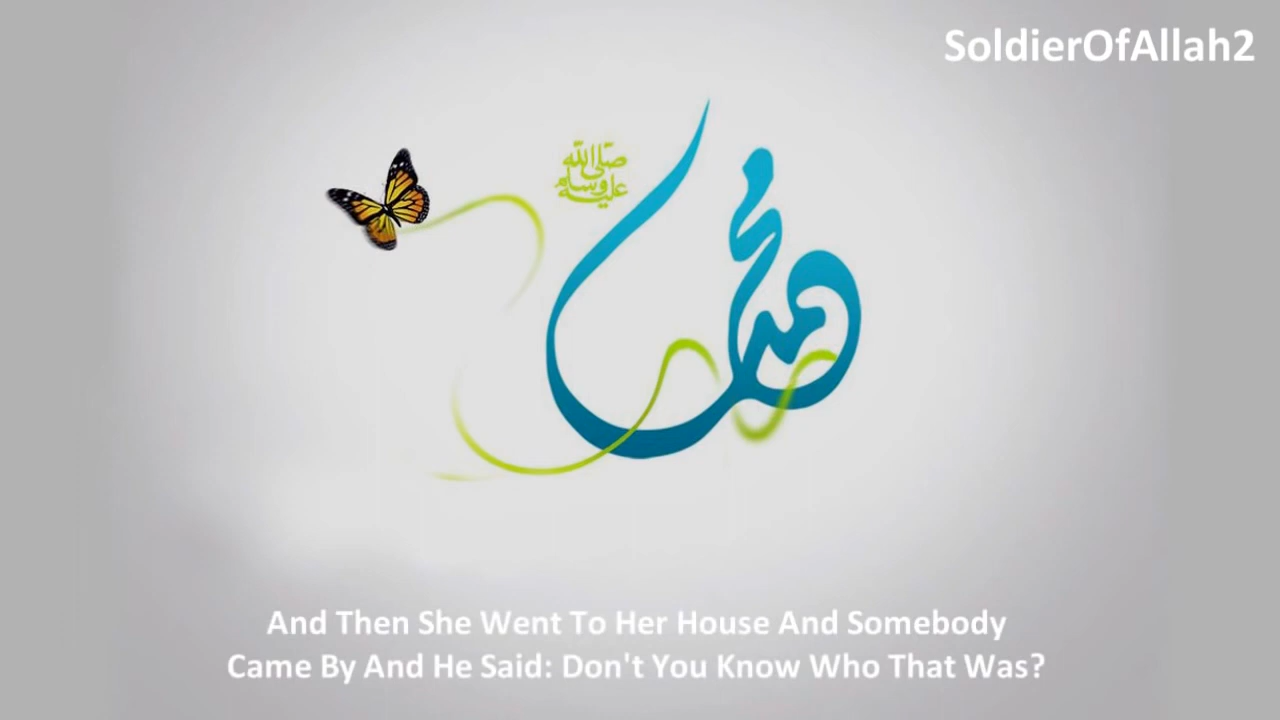 SoldierOfAllah2
صلى الله
عليه وسلم
محمد
And Then She Went To Her House And Somebody
Came By And He Said: Don't You Know Who That Was?